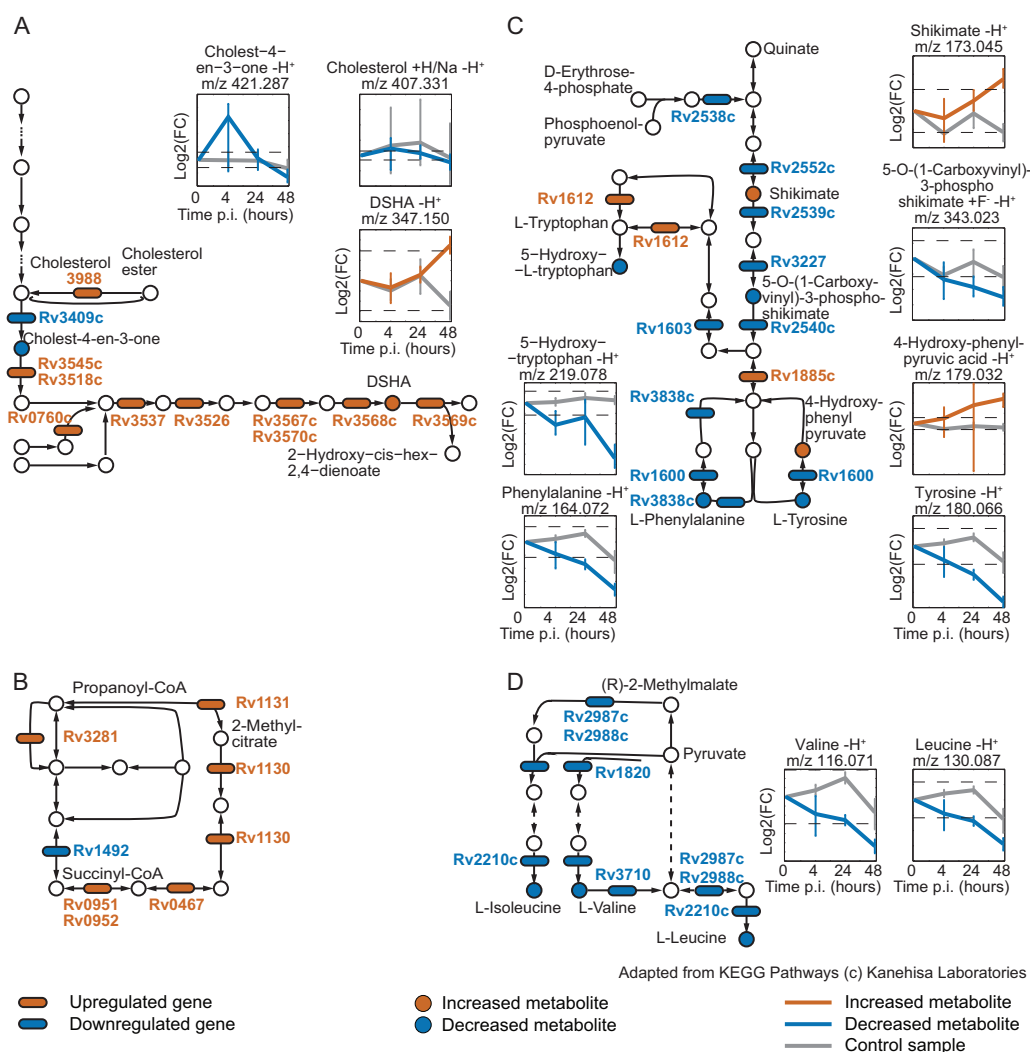 A
Cholest−4−
en−3−one -H+
m/z 421.287
Cholesterol +H/Na -H+
m/z 407.331
Log2(FC)
0 4 24 48
Time p.i. (hours)
DSHA -H+
m/z 347.150
Log2(FC)
0 4 24 48
Time p.i. (hours)
Cholesterol
3988
Cholesterol
ester
Rv3409c
Cholest-4-en-3-one
Rv3545c
Rv3518c
Rv0760c
Rv3537
Rv3526
Rv3567c
Rv3570c
Rv3568c
DSHA
Rv3569c
2−Hydroxy−cis−hex−
2,4−dienoate
B
Propanoyl-CoA
Rv1131
2-Methyl-
citrate
Rv3281
Rv1130
Rv1130
Rv1492
Succinyl-CoA
Rv0951
Rv0952
Rv0467
C
Quinate
D-Erythrose-
4-phosphate
Rv2538c
Phosphoenol-
pyruvate
Rv2552c
Shikimate
Rv2539c
Rv1612
L-Tryptophan
Rv1612
5-Hydroxy−
−L-tryptophan
Rv3227
5-O-(1-Carboxy-
vinyl)-3-phospho-
shikimate
Rv1603
Rv2540c
Rv1885c
Rv3838c
4-Hydroxy-
phenyl
pyruvate
Rv1600
Rv1600
Rv3838c
L-Phenylalanine
L-Tyrosine
Shikimate -H+
m/z 173.045
Log2(FC)
5-O-(1-Carboxyvinyl)-
3-phospho
shikimate +F- -H+
m/z 343.023
Log2(FC)
4-Hydroxy-phenyl-
pyruvic acid -H+
m/z 179.032
Log2(FC)
Tyrosine -H+
m/z 180.066
Log2(FC)
0 4 24 48
Time p.i. (hours)
5-Hydroxy−
−tryptophan -H+
m/z 219.078
Log2(FC)
Phenylalanine -H+
m/z 164.072
Log2(FC)
0 4 24 48
Time p.i. (hours)
D
(R)-2-Methylmalate
Rv2987c
Rv2988c
Pyruvate
Rv1820
Rv2210c
Rv3710
Rv2987c
Rv2988c
Rv2210c
L-Isoleucine
L-Valine
L-Leucine
Valine -H+
m/z 116.071
Leucine -H+
m/z 130.087
Log2(FC)
0 4 24 48
Time p.i. (hours)
0 4 24 48
Time p.i. (hours)
Adapted from KEGG Pathways (c) Kanehisa Laboratories
Upregulated gene
Downregulated gene
Increased metabolite
Decreased metabolite
Increased metabolite
Decreased metabolite
Control sample